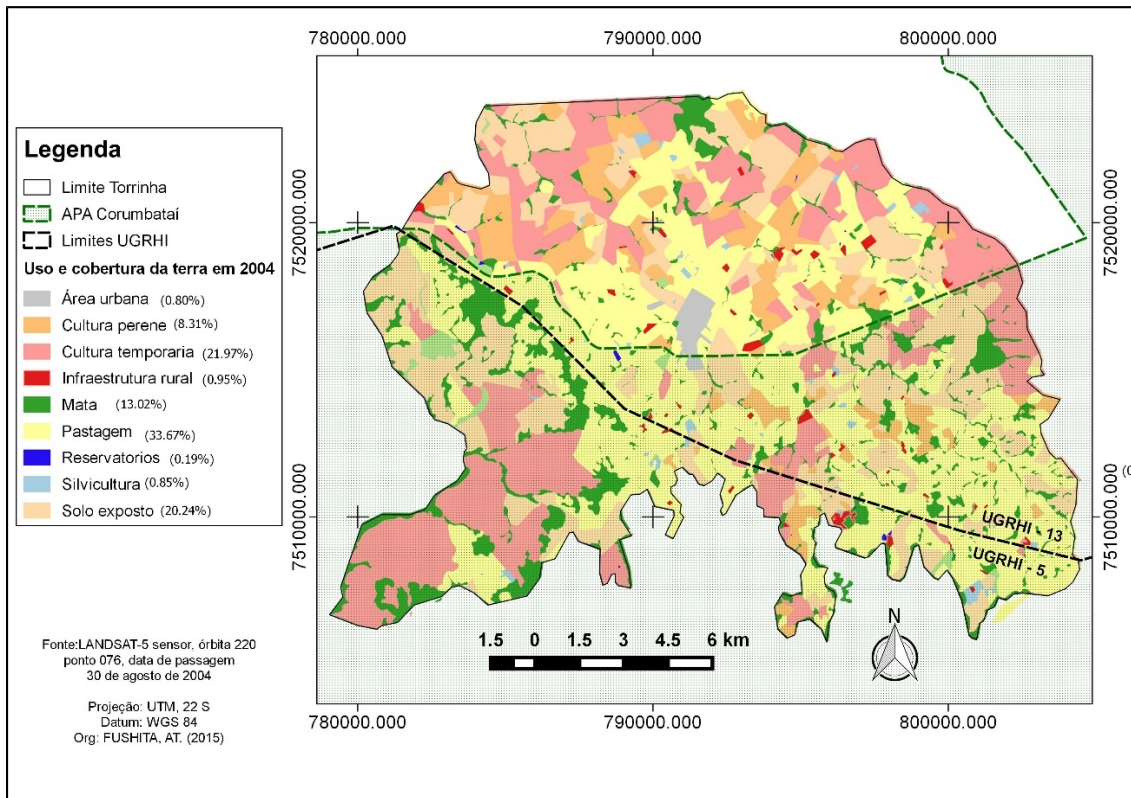 780000.000 790000.000 800000.000
Legenda
Limite Torrinha
APA Corumbataí
Limites UGRHI
Uso e cobertura da terra em 2004
Área urbana (0.80%)
Cultura perene (8.31%)
Cultura temporaria (21.97%)
Infraestrutura rural (0.95%)
Mata (13.02%)
Pastagem (33.67%)
Reservatorios (0.19%)
Silvicultura (0.85%)
Solo exposto (20.24%)
Fonte:LANDSAT-5 sensor, órbita 220
ponto 076, data de passagem
30 de agosto de 2004
Projeção: UTM, 22 S
Datum: WGS 84
Org: FUSHITA, AT. (2015)
7520000.000
7510000.000
7520000.000
7510000.000
(0
UGRHI - 13
UGRHI - 5
N
1.5 0 1.5 3 4.5 6 km
780000.000 790000.000 800000.000